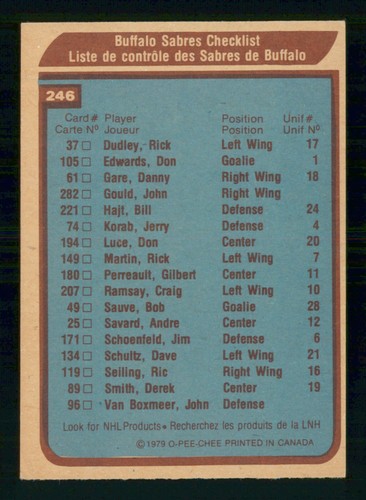 Buffalo Sabres Checklist
Liste de contrôle des Sabres de Buffalo
246
Card # Player Position Unif #
Carte Nº Joueur Position Unif Nº
37 □ Dudley, Rick Left Wing 17
105 □ Edwards, Don Goalie 1
61 □ Gare, Danny Right Wing 18
282 □ Gould, John Right Wing
221 □ Hajt, Bill Defense 24
74 □ Korab, Jerry Defense 4
194 □ Luce, Don Center 20
149 □ Martin, Rick Left Wing 7
180 □ Perreault, Gilbert Center 11
207 □ Ramsay, Craig Left Wing 10
49 □ Sauve, Bob Goalie 28
25 □ Savard, Andre Center 12
171 □ Schoenfeld, Jim Defense 6
134 □ Schultz, Dave Left Wing 21
119 □ Seiling, Ric Right Wing 16
89 □ Smith, Derek Center 19
96 □ Van Boxmeer, John Defense
Look for NHL Products • Recherchez les produits de la LNH
©1979 O-PEE-CHEE PRINTED IN CANADA